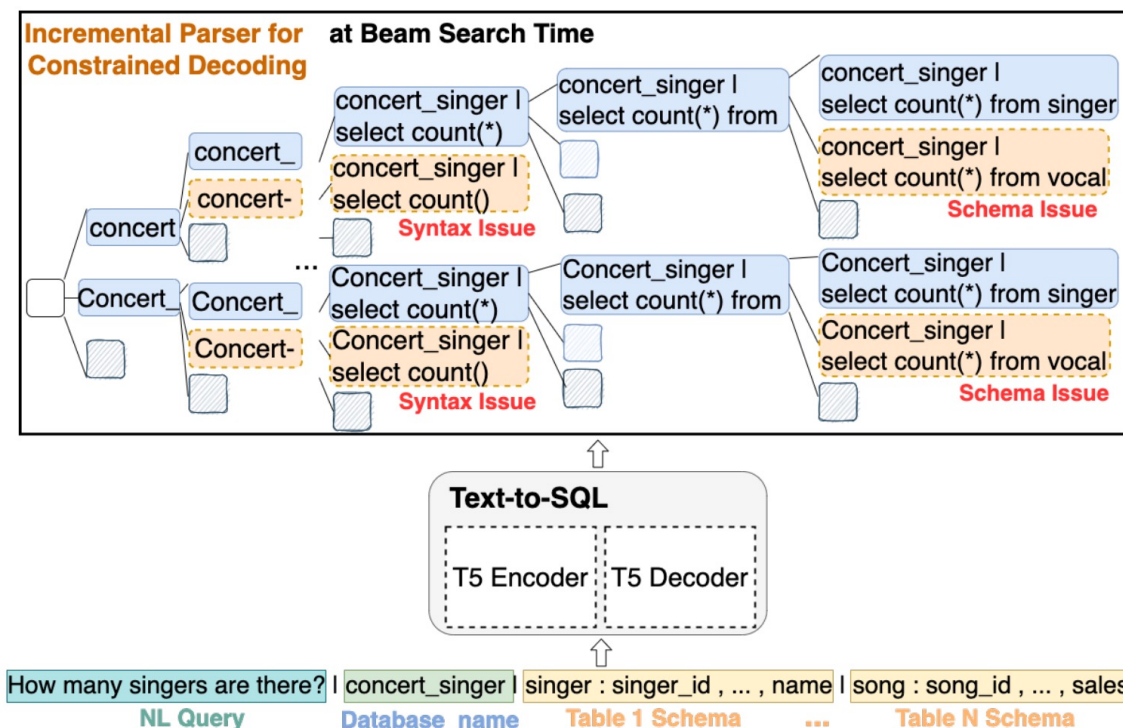 Incremental Parser for at Beam Search Time
Constrained Decoding
concert_singer |
select count(*)
concert_singer |
select count(*) from
concert_singer |
select count(*) from singer
concert_
concert-
concert_singer |
select count()
Syntax Issue
concert_singer |
select count(*) from vocal
Schema Issue
concert
...
Concert_
Concert_
Concert-
Concert_singer |
select count(*)
Concert_singer |
select count(*) from
Concert_singer |
select count(*) from singer
Concert_singer |
select count()
Syntax Issue
Concert_singer |
select count(*) from vocal
Schema Issue
Text-to-SQL
T5 Encoder
T5 Decoder
How many singers are there? | concert_singer | singer : singer_id , ... , name | song : song_id , ... , sales
NL Query Database_name Table 1 Schema ... Table N Schema